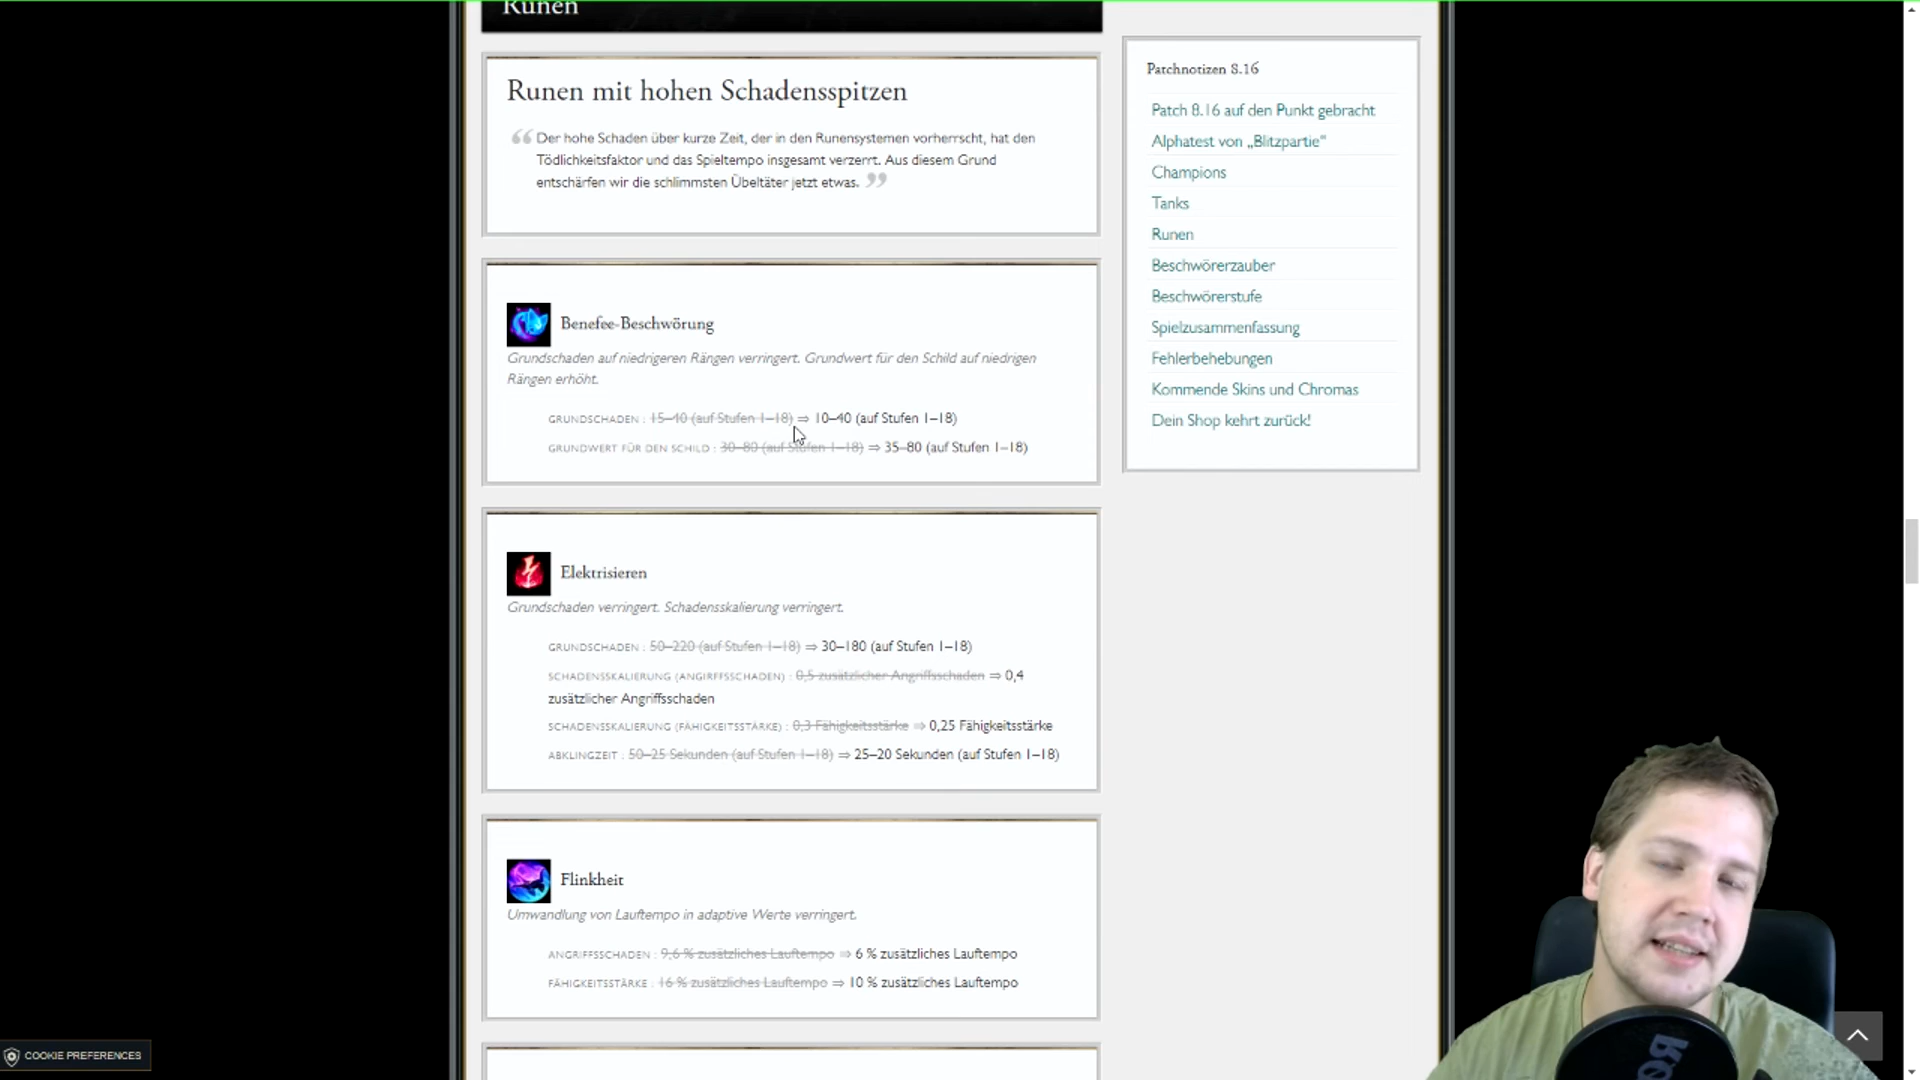 Runen
Runen mit hohen Schadensspitzen
“ Der hohe Schaden über kurze Zeit, der in den Runensystemen vorherrscht, hat den
Tödlichkeitsfaktor und das Spieltempo insgesamt verzerrt. Aus diesem Grund
entschärfen wir die schlimmsten Übeltäter jetzt etwas. ”
Benefee-Beschwörung
Grundschaden auf niedrigeren Rängen verringert. Grundwert für den Schild auf niedrigen
Rängen erhöht.
GRUNDSCHADEN : 15–40 (auf Stufen 1–18) ⇒ 10–40 (auf Stufen 1–18)
GRUNDWERT FÜR DEN SCHILD : 30–80 (auf Stufen 1–18) ⇒ 35–80 (auf Stufen 1–18)
Elektrisieren
Grundschaden verringert. Schadensskalierung verringert.
GRUNDSCHADEN : 50–220 (auf Stufen 1–18) ⇒ 30–180 (auf Stufen 1–18)
SCHADENSSKALIERUNG (ANGIRFFSSCHADEN) : 0,5 zusätzlicher Angriffsschaden ⇒ 0,4
zusätzlicher Angriffsschaden
SCHADENSSKALIERUNG (FÄHIGKEITSSTÄRKE) : 0,3 Fähigkeitsstärke ⇒ 0,25 Fähigkeitsstärke
ABKLINGZEIT : 50–25 Sekunden (auf Stufen 1–18) ⇒ 25–20 Sekunden (auf Stufen 1–18)
Flinkheit
Umwandlung von Lauftempo in adaptive Werte verringert.
ANGRIFFSSCHADEN : 9,6 % zusätzliches Lauftempo ⇒ 6 % zusätzliches Lauftempo
FÄHIGKEITSSTÄRKE : 16 % zusätzliches Lauftempo ⇒ 10 % zusätzliches Lauftempo
Patchnotizen 8.16
Patch 8.16 auf den Punkt gebracht
Alphatest von „Blitzpartie“
Champions
Tanks
Runen
Beschwörerzauber
Beschwörerstufe
Spielzusammenfassung
Fehlerbehebungen
Kommende Skins und Chromas
Dein Shop kehrt zurück!
COOKIE PREFERENCES